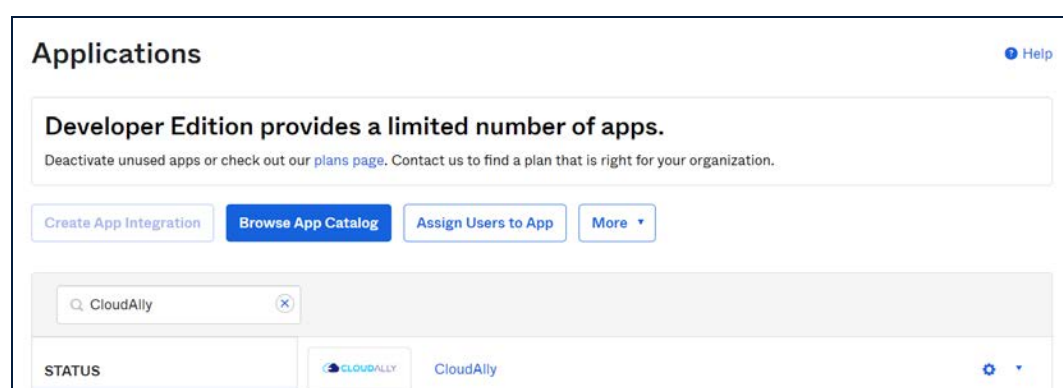 Applications
Help
Developer Edition provides a limited number of apps.
Deactivate unused apps or check out our plans page. Contact us to find a plan that is right for your organization.
Create App Integration Browse App Catalog Assign Users to App More
CloudAlly
STATUS CLOUDALLY CloudAlly